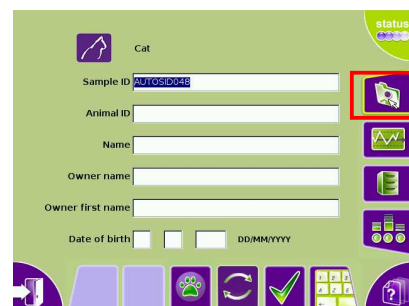 status
Cat
Sample ID AUTOSID048
Animal ID
Name
Owner name
Owner first name
Date of birth DD/MM/YYYY
?